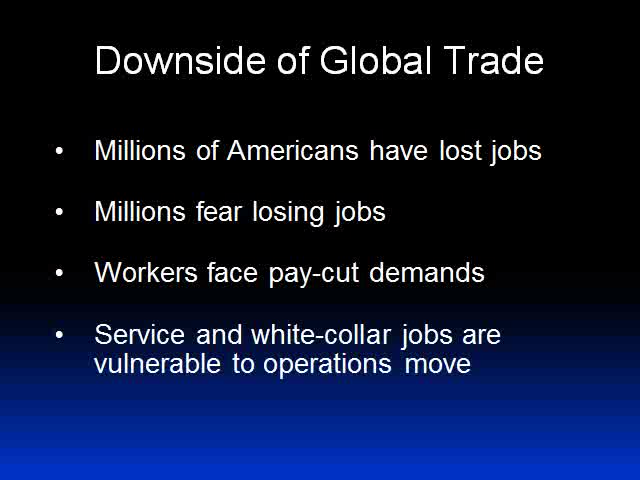 Downside of Global Trade
• Millions of Americans have lost jobs
• Millions fear losing jobs
• Workers face pay-cut demands
• Service and white-collar jobs are
vulnerable to operations move